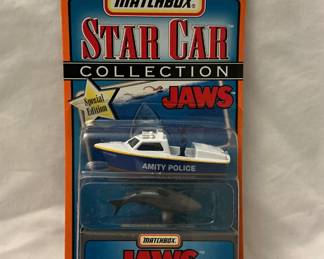 MATCHBOX
STAR CAR
COLLECTION
Special
Edition
JAWS
AMITY POLICE
MATCHBOX
JAWS